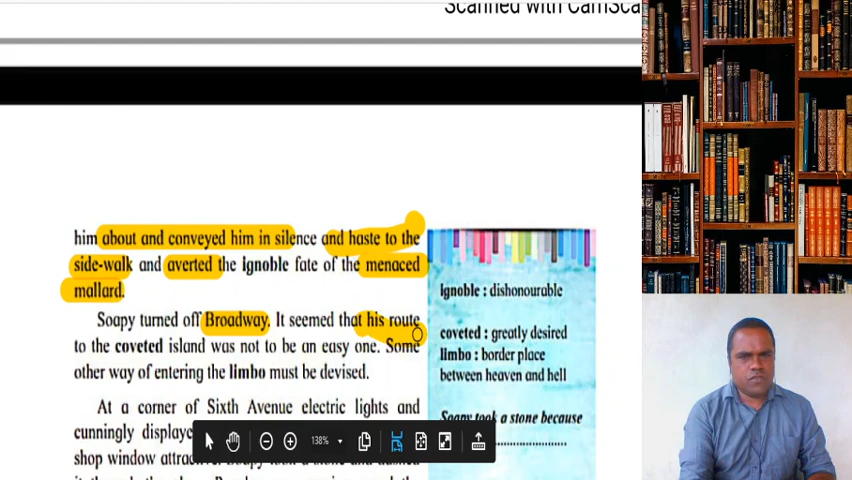 Scanned with CamSca
him about and conveyed him in silence and haste to the
side-walk and averted the ignoble fate of the menaced
mallard.
Soapy turned off Broadway. It seemed that his route
to the coveted island was not to be an easy one. Some
other way of entering the limbo must be devised.
At a corner of Sixth Avenue electric lights and
cunningly displaye
shop window attrac
Ignoble : dishonourable
coveted : greatly desired
limbo : border place
between heaven and hell
Soapy took a stone because
138%